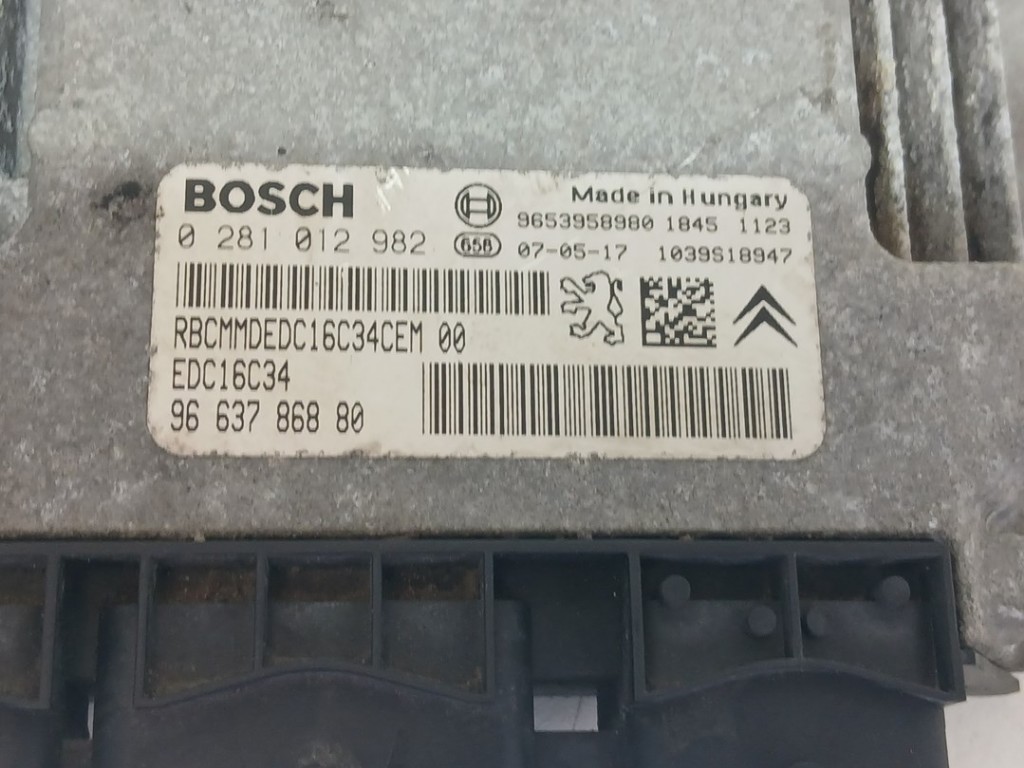 BOSCH
Made in Hungary
9653958980 1845 1123
0 281 012 982
658
07-05-17 1039S18947
RBCMMDEDC16C34CEM 00
EDC16C34
96 637 868 80